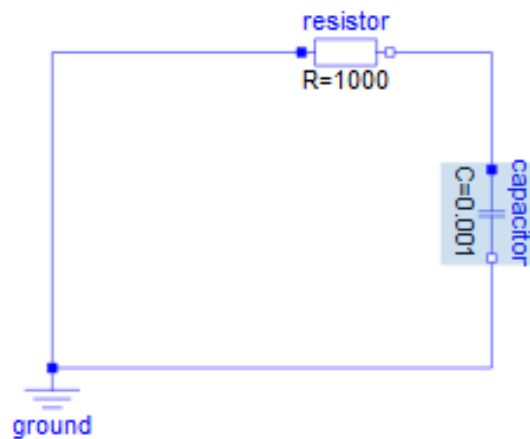 resistor
R=1000
capacitor
C=0.001
ground